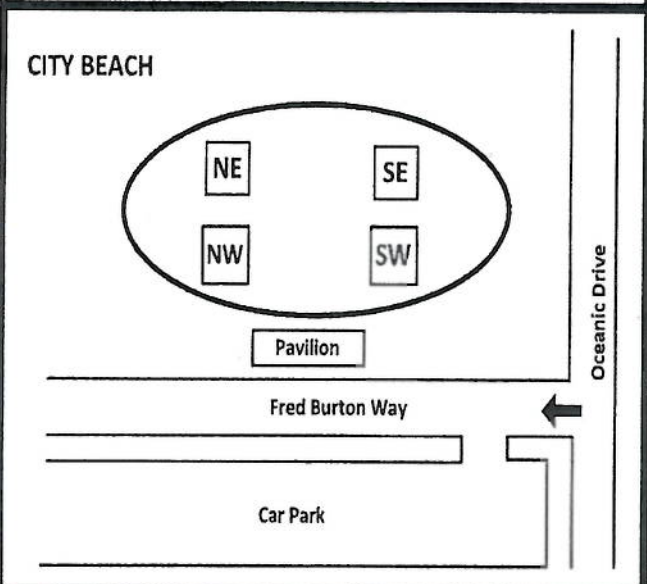 CITY BEACH
NE
SE
NW
SW
Pavilion
Oceanic Drive
Fred Burton Way
Car Park